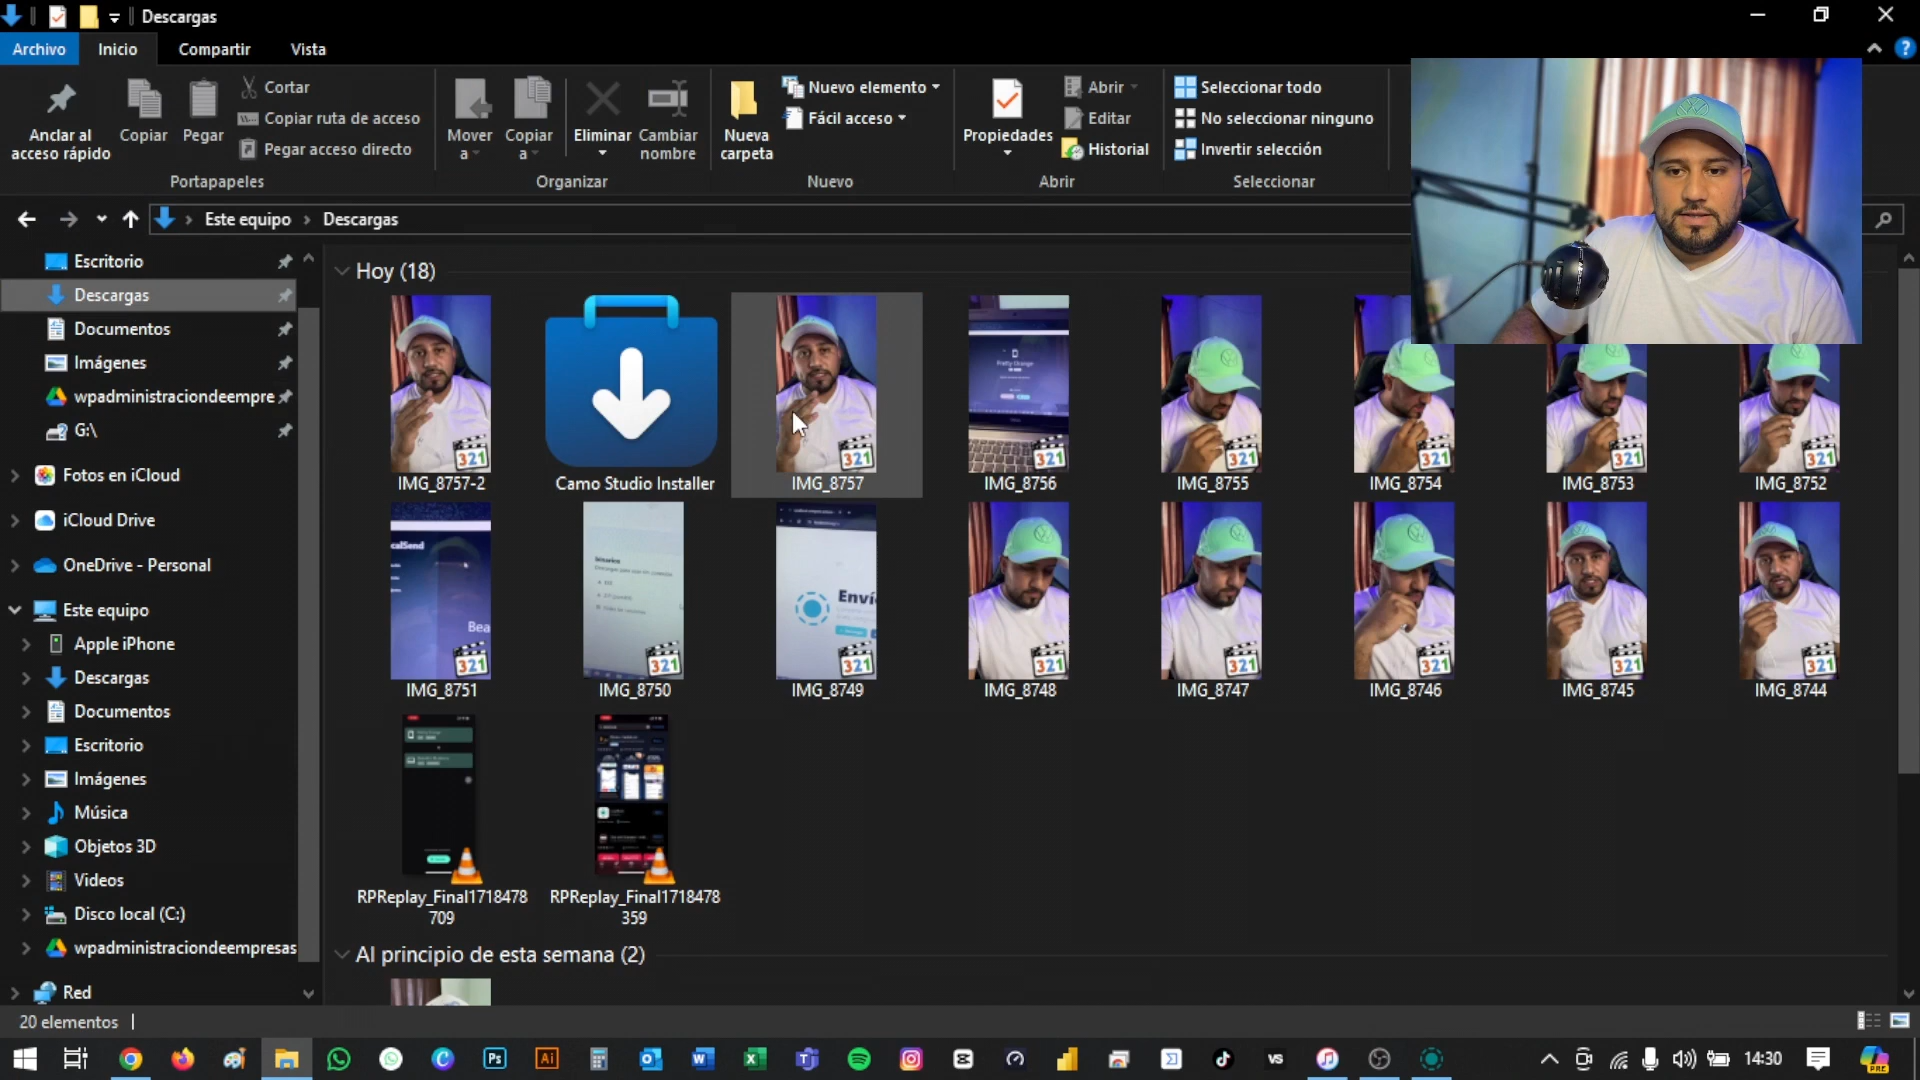 Descargas
Archivo
Inicio
Compartir
Vista
Anclar al
acceso rápido
Copiar
Pegar
Cortar
Copiar ruta de acceso
Pegar acceso directo
Portapapeles
Mover
a
Copiar
a
Eliminar
Cambiar
nombre
Organizar
Nueva
carpeta
Nuevo elemento
Fácil acceso
Nuevo
Propiedades
Abrir
Editar
Historial
Abrir
Seleccionar todo
No seleccionar ninguno
Invertir selección
Seleccionar
Este equipo
Descargas
Escritorio
Descargas
Documentos
Imágenes
wpadministraciondeempre
G:\
Fotos en iCloud
iCloud Drive
OneDrive - Personal
Este equipo
Apple iPhone
Descargas
Documentos
Escritorio
Imágenes
Música
Objetos 3D
Videos
Disco local (C:)
wpadministraciondeempresas
Red
Hoy (18)
IMG_8757-2
Camo Studio Installer
IMG_8757
IMG_8756
IMG_8755
IMG_8754
IMG_8753
IMG_8752
IMG_8751
IMG_8750
IMG_8749
IMG_8748
IMG_8747
IMG_8746
IMG_8745
IMG_8744
RPReplay_Final1718478
709
RPReplay_Final1718478
359
Al principio de esta semana (2)
20 elementos
14:30